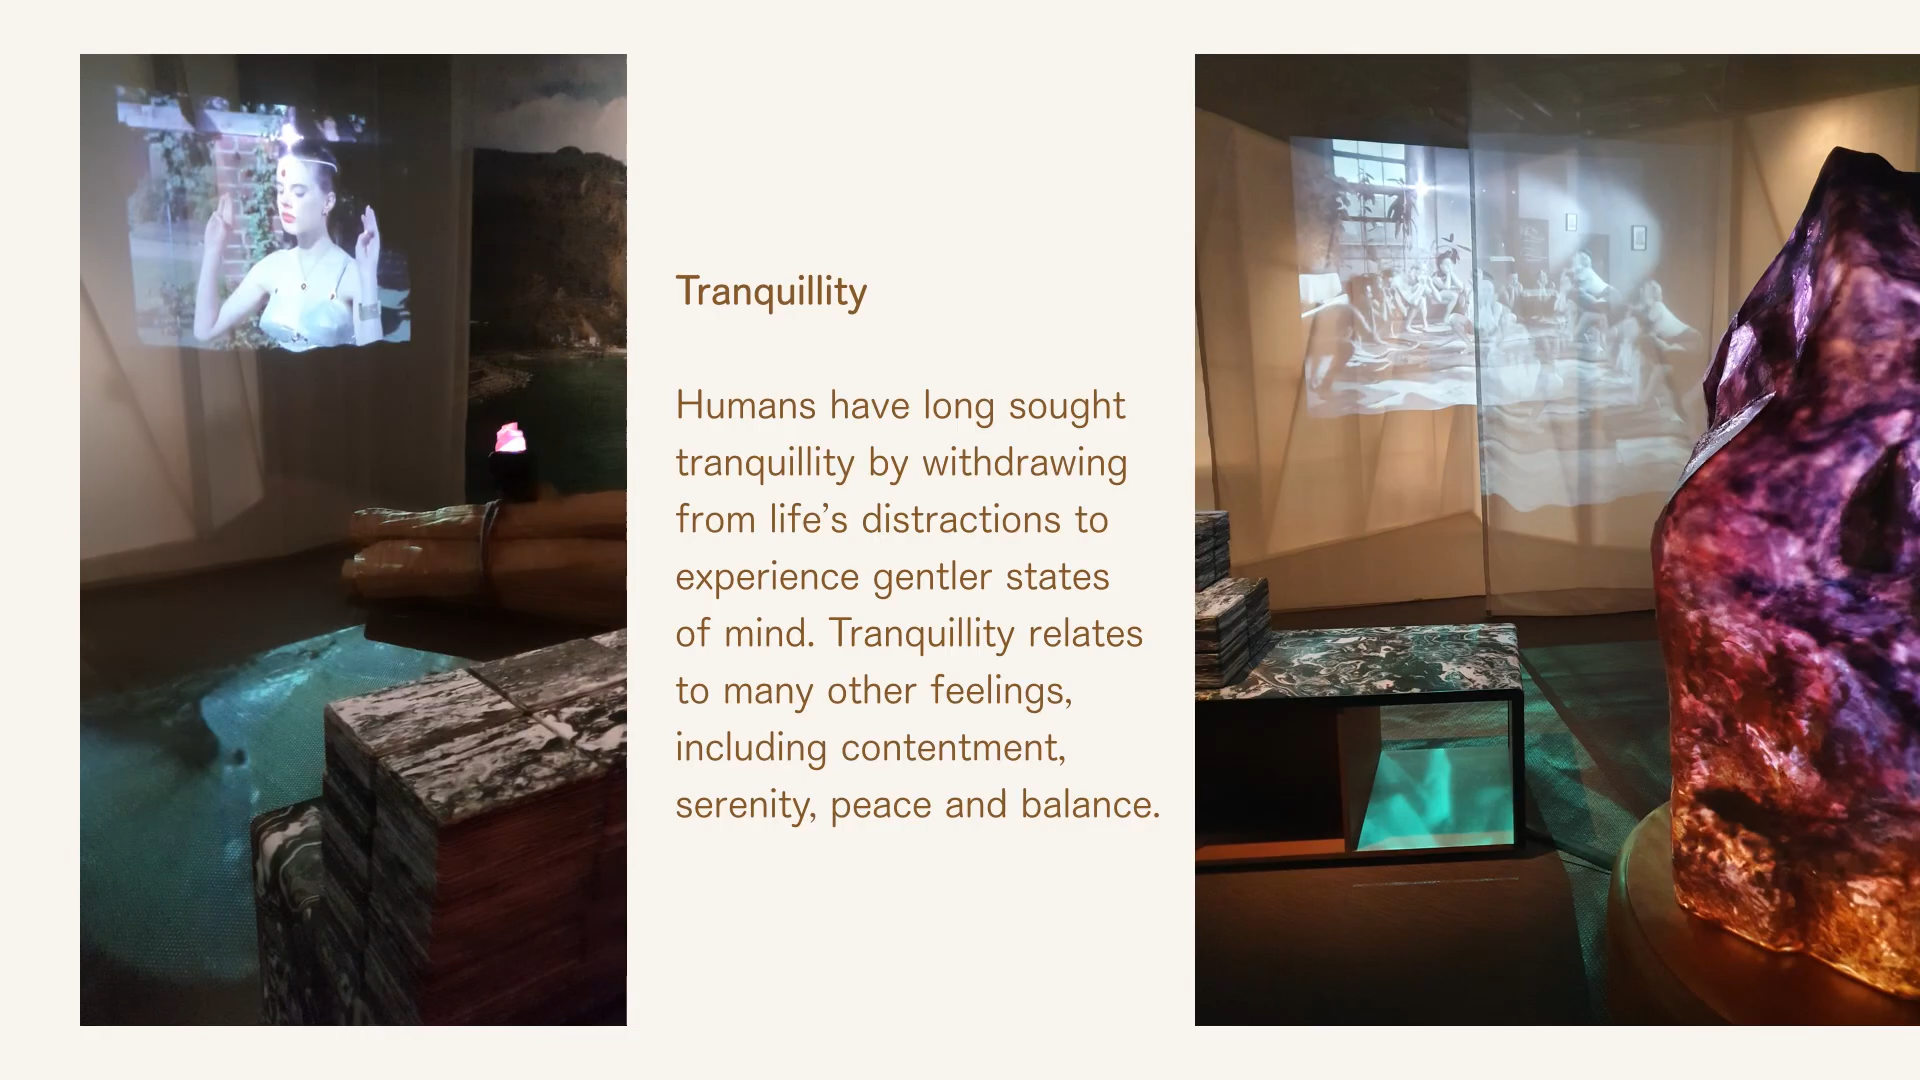 Tranquillity
Humans have long sought
tranquillity by withdrawing
from life’s distractions to
experience gentler states
of mind. Tranquillity relates
to many other feelings,
including contentment,
serenity, peace and balance.